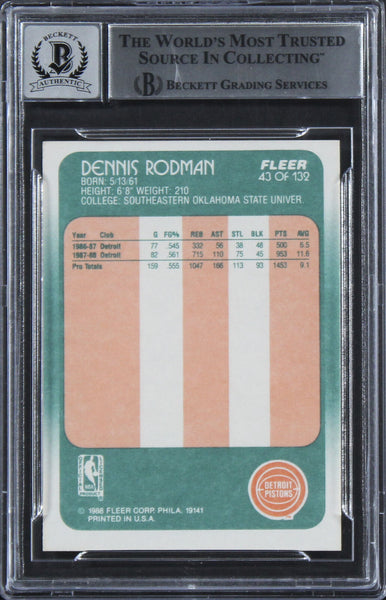 BECKETT
AUTHENTIC
THE WORLD'S MOST TRUSTED
SOURCE IN COLLECTING™
BECKETT GRADING SERVICES
DENNIS RODMAN
FLEER
43 OF 132
BORN: 5/13/61
HEIGHT: 6'8" WEIGHT: 210
COLLEGE: SOUTHEASTERN OKLAHOMA STATE UNIVER.
Year Club G FG% REB AST STL BLK PTS AVG
1986-87 Detroit 77 .545 332 56 38 48 500 6.5
1987-88 Detroit 82 .561 715 110 75 45 953 11.6
Pro Totals 159 .555 1047 166 113 93 1453 9.1
NBA
PRODUCT
DETROIT
PISTONS
© 1988 FLEER CORP. PHILA. 19141
PRINTED IN U.S.A.